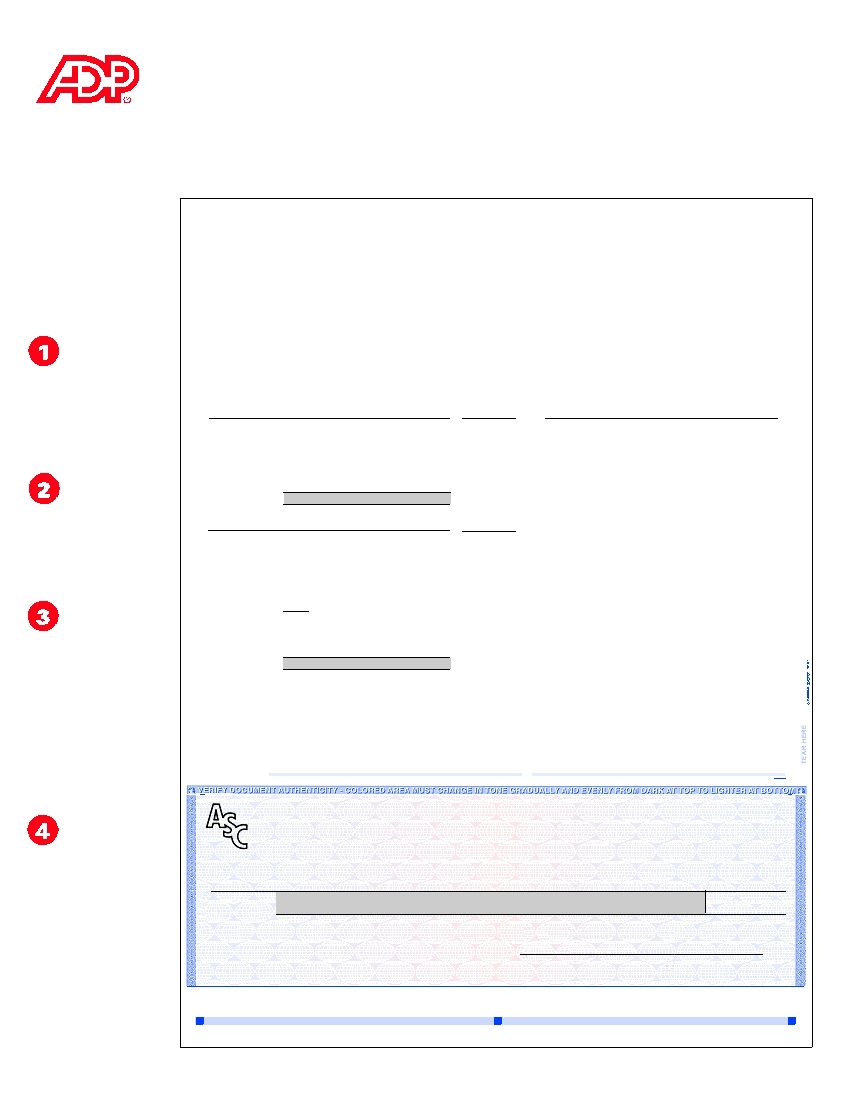 ADP
1
2
3
TEAR HERE
VERIFY DOCUMENT AUTHENTICITY - COLORED AREA MUST CHANGE IN TONE GRADUALLY AND EVENLY FROM DARK AT TOP TO LIGHTER AT BOTTOM
ASC
4